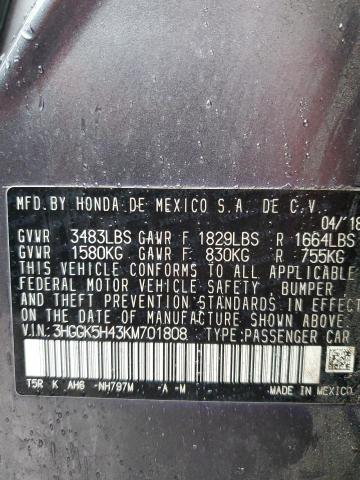 MFD. BY HONDA DE MEXICO S.A. DE C.V.
04/18
GVWR 3483LBS GAWR F 1829LBS R 1664LBS
GVWR 1580KG GAWR F 830KG R 755KG
THIS VEHICLE CONFORMS TO ALL APPLICABLE
FEDERAL MOTOR VEHICLE SAFETY BUMPER
AND THEFT PREVENTION STANDARDS IN EFFECT
ON THE DATE OF MANUFACTURE SHOWN ABOVE.
V.I.N.: 3HGGK5H43KM701808 TYPE: PASSENGER CAR
T5R K AH6 -NH797M -A -M MADE IN MEXICO